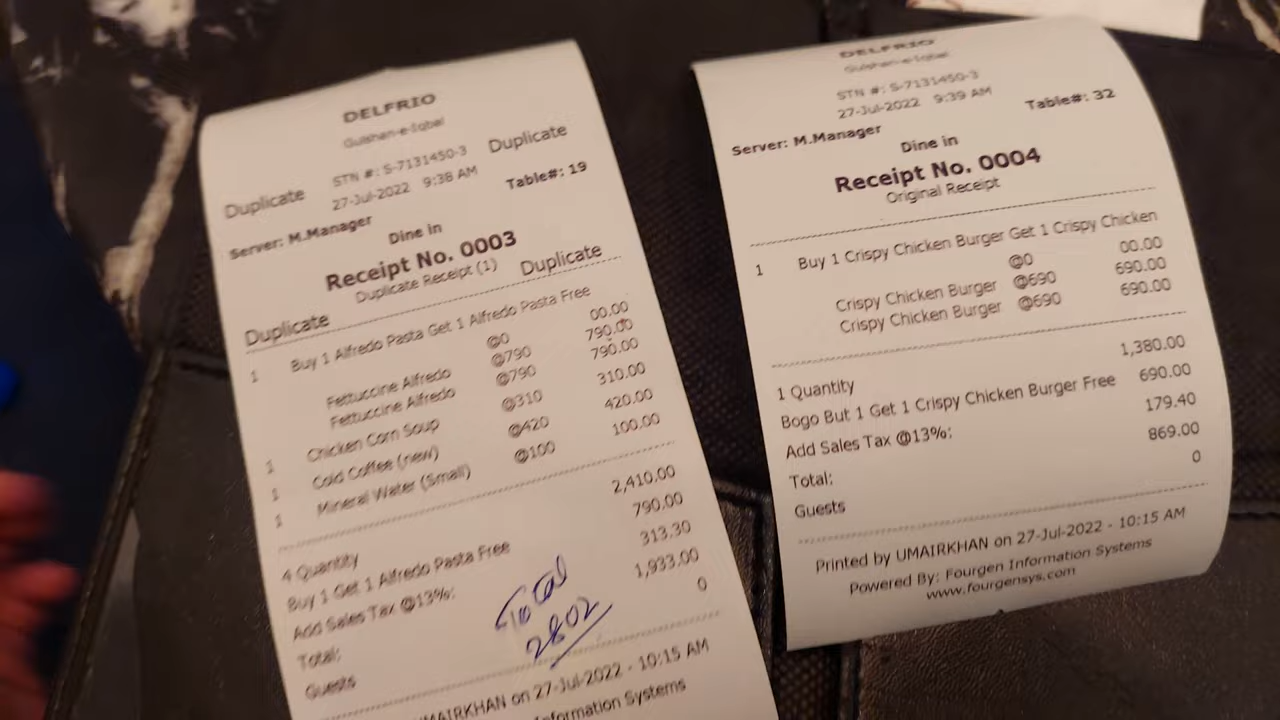 DELFRIO
Gulshan-e-Iqbal
Duplicate STN #: S-7131450-3 Duplicate
27-Jul-2022 9:38 AM
Server: M.Manager Table#: 19
Dine in
Receipt No. 0003
Duplicate Receipt (1)
Duplicate Duplicate
1 Buy 1 Alfredo Pasta Get 1 Alfredo Pasta Free
@0 00.00
Fettuccine Alfredo @790 790.00
Fettuccine Alfredo @790 790.00
1 Chicken Corn Soup @310 310.00
1 Cold Coffee (new) @420 420.00
1 Mineral Water (Small) @100 100.00
4 Quantity 2,410.00
Buy 1 Get 1 Alfredo Pasta Free 790.00
Add Sales Tax @13%: 313.30
Total: 1,933.00
Guests 0
Total
2802
UMAIRKHAN on 27-Jul-2022 - 10:15 AM
Information Systems
DELFRIO
Gulshan-e-Iqbal
STN #: S-7131450-3
27-Jul-2022 9:39 AM
Server: M.Manager Table#: 32
Dine in
Receipt No. 0004
Original Receipt
1 Buy 1 Crispy Chicken Burger Get 1 Crispy Chicken
@0 00.00
Crispy Chicken Burger @690 690.00
Crispy Chicken Burger @690 690.00
1 Quantity 1,380.00
Bogo But 1 Get 1 Crispy Chicken Burger Free 690.00
Add Sales Tax @13%: 179.40
Total: 869.00
Guests 0
Printed by UMAIRKHAN on 27-Jul-2022 - 10:15 AM
Powered By: Fourgen Information Systems
www.fourgensys.com